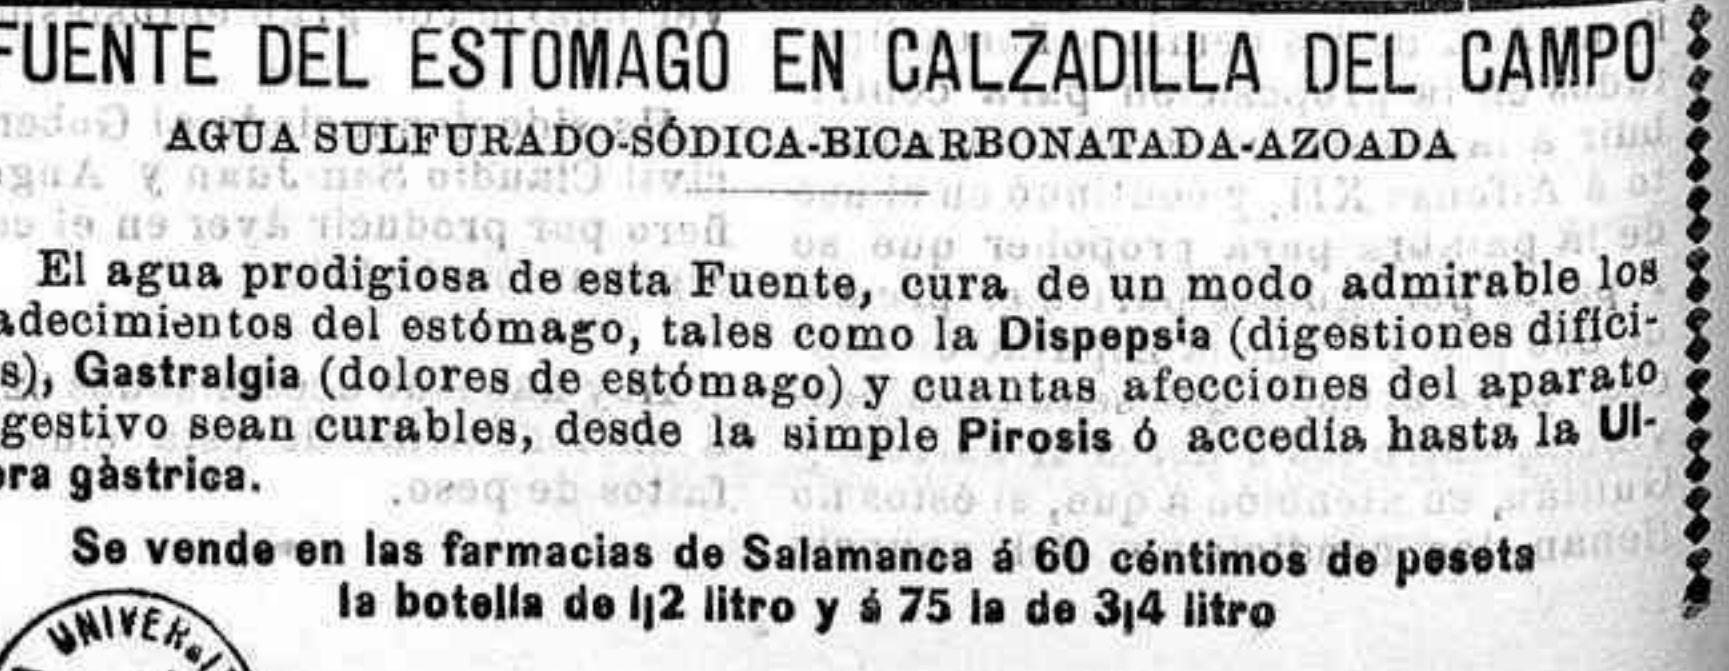 FUENTE DEL ESTOMAGO EN CALZADILLA DEL CAMPO
AGUA SULFURADO-SÓDICA-BICARBONATADA-AZOADA
El agua prodigiosa de esta Fuente, cura de un modo admirable los
adecimientos del estómago, tales como la Dispepsia (digestiones difíci-
s), Gastralgia (dolores de estómago) y cuantas afecciones del aparato
gestivo sean curables, desde la simple Pirosis ó accedía hasta la Ul-
ra gàstrica.
Se vende en las farmacias de Salamanca á 60 céntimos de peseta
la botella de 1|2 litro y á 75 la de 3|4 litro